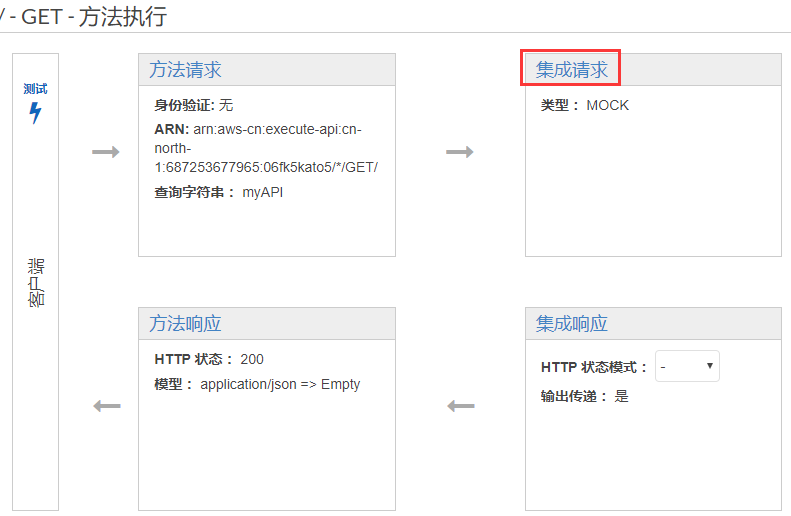 / - GET - 方法执行
测试
客户端
方法请求
身份验证: 无
ARN: arn:aws-cn:execute-api:cn-
north-
1:687253677965:06fk5kato5/*/GET/
查询字符串： myAPI
集成请求
类型： MOCK
方法响应
HTTP 状态： 200
模型： application/json => Empty
集成响应
HTTP 状态模式： -
输出传递： 是